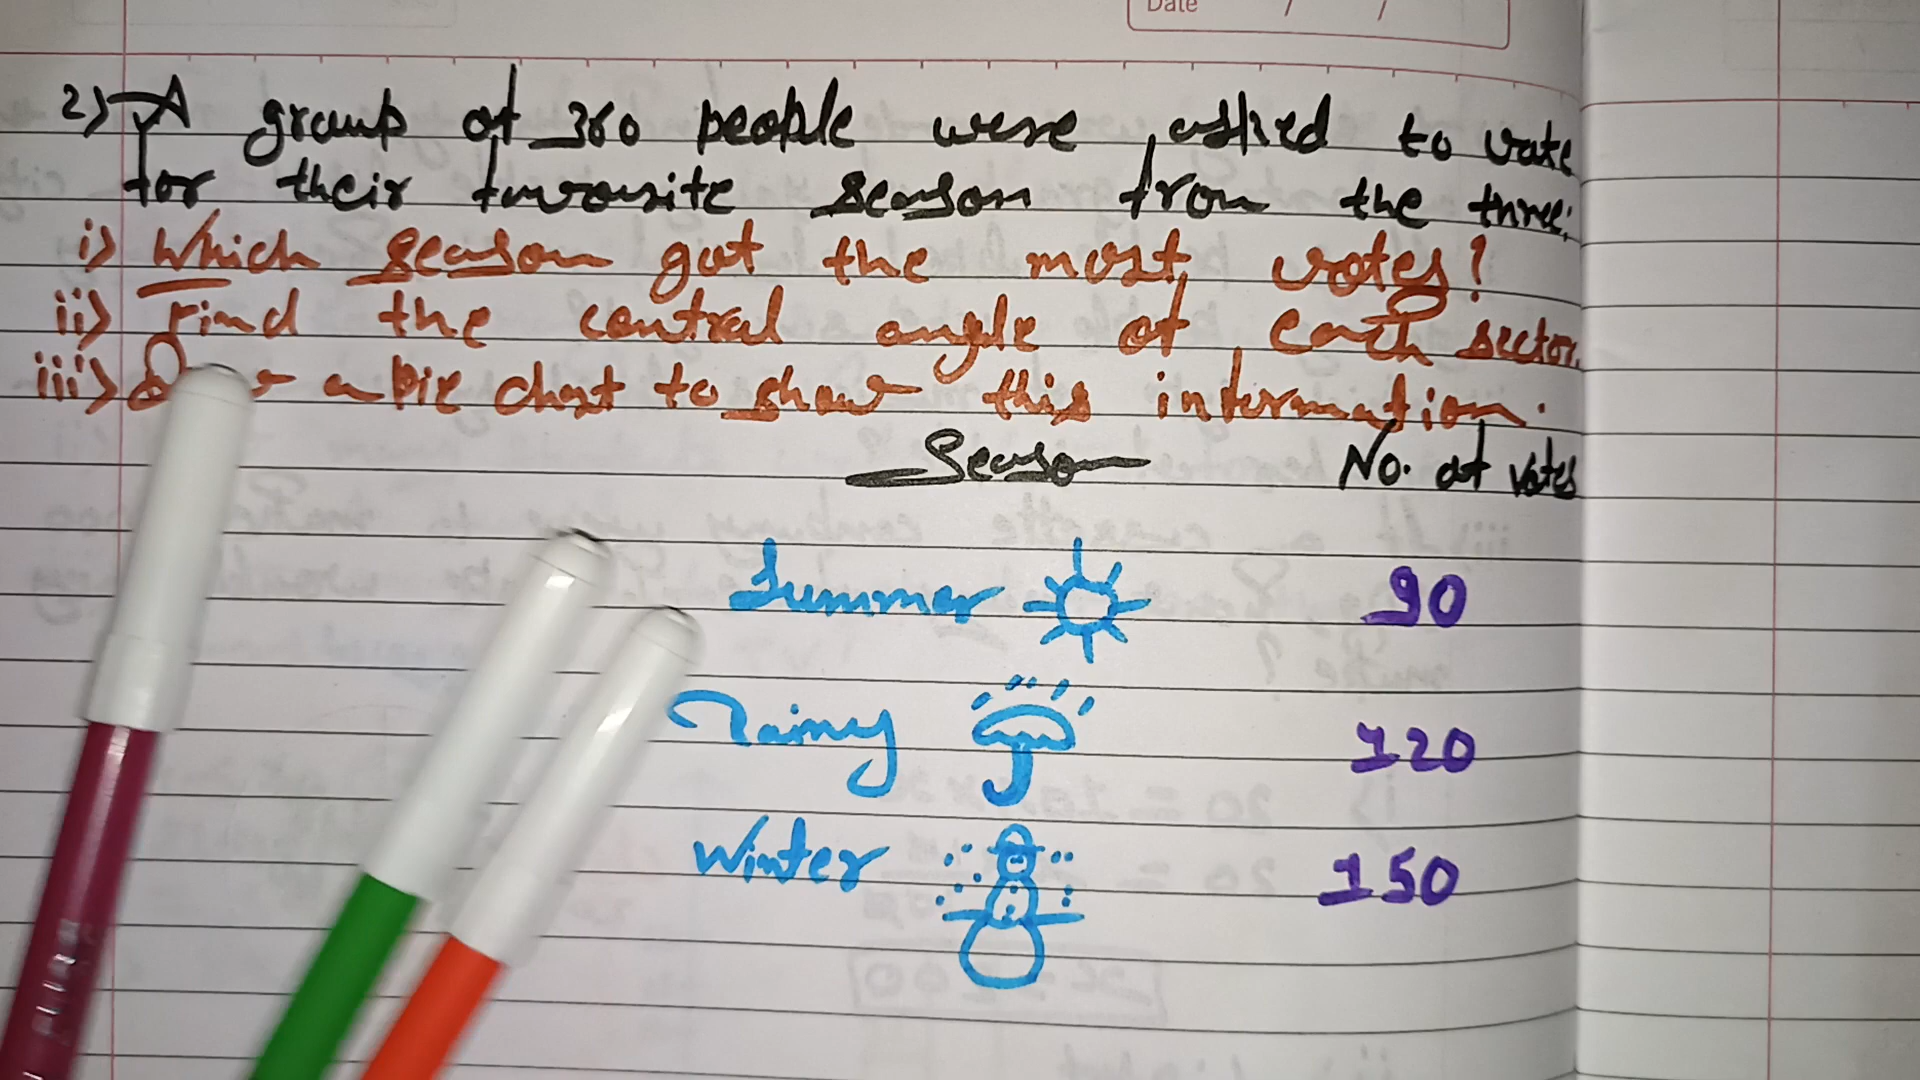 Date / /
2) A group of 360 people were asked to vote
for their favourite season from the three.
i) Which season got the most votes?
ii) Find the central angle of each sector.
iii) a pie chart to show this information.
Season No. of votes
Summer 90
Rainy 120
Winter 150